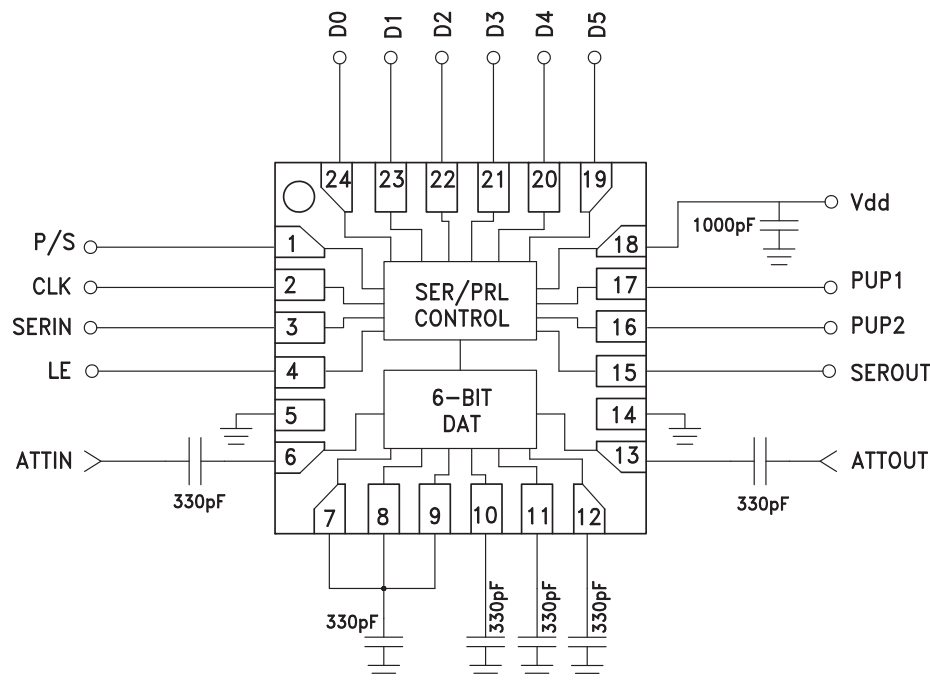 D0 D1 D2 D3 D4 D5
24 23 22 21 20 19
P/S 1 18 1000pF Vdd
CLK 2 SER/PRL 17 PUP1
SERIN 3 CONTROL 16 PUP2
LE 4 15 SEROUT
5 6-BIT 14
DAT
ATTIN 6 13 ATTOUT
330pF 330pF
7 8 9 10 11 12
330pF 330pF 330pF 330pF